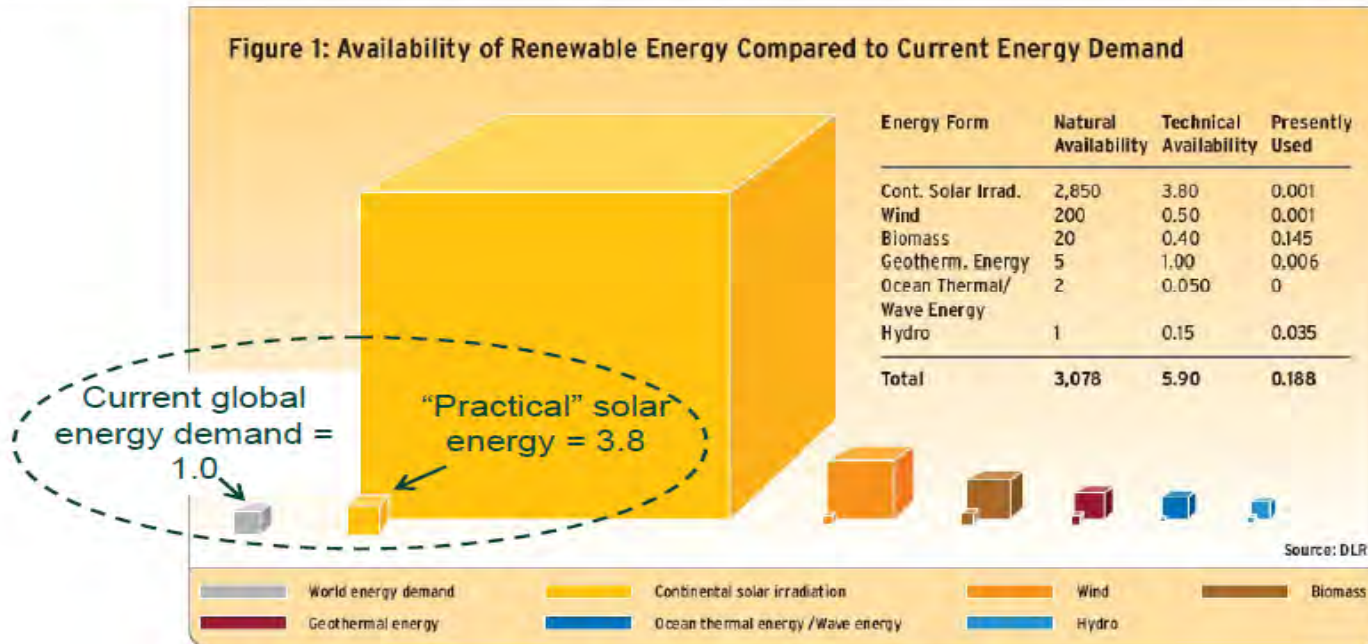 Figure 1: Availability of Renewable Energy Compared to Current Energy Demand
Energy Form Natural Availability Technical Availability Presently Used
Cont. Solar Irrad. 2,850 3.80 0.001
Wind 200 0.50 0.001
Biomass 20 0.40 0.145
Geotherm. Energy 5 1.00 0.006
Ocean Thermal/ 2 0.050 0
Wave Energy
Hydro 1 0.15 0.035
Total 3,078 5.90 0.188
Current global
energy demand =
1.0
"Practical" solar
energy = 3.8
Source: DLR
World energy demand
Continental solar irradiation
Wind
Biomass
Geothermal energy
Ocean thermal energy /Wave energy
Hydro